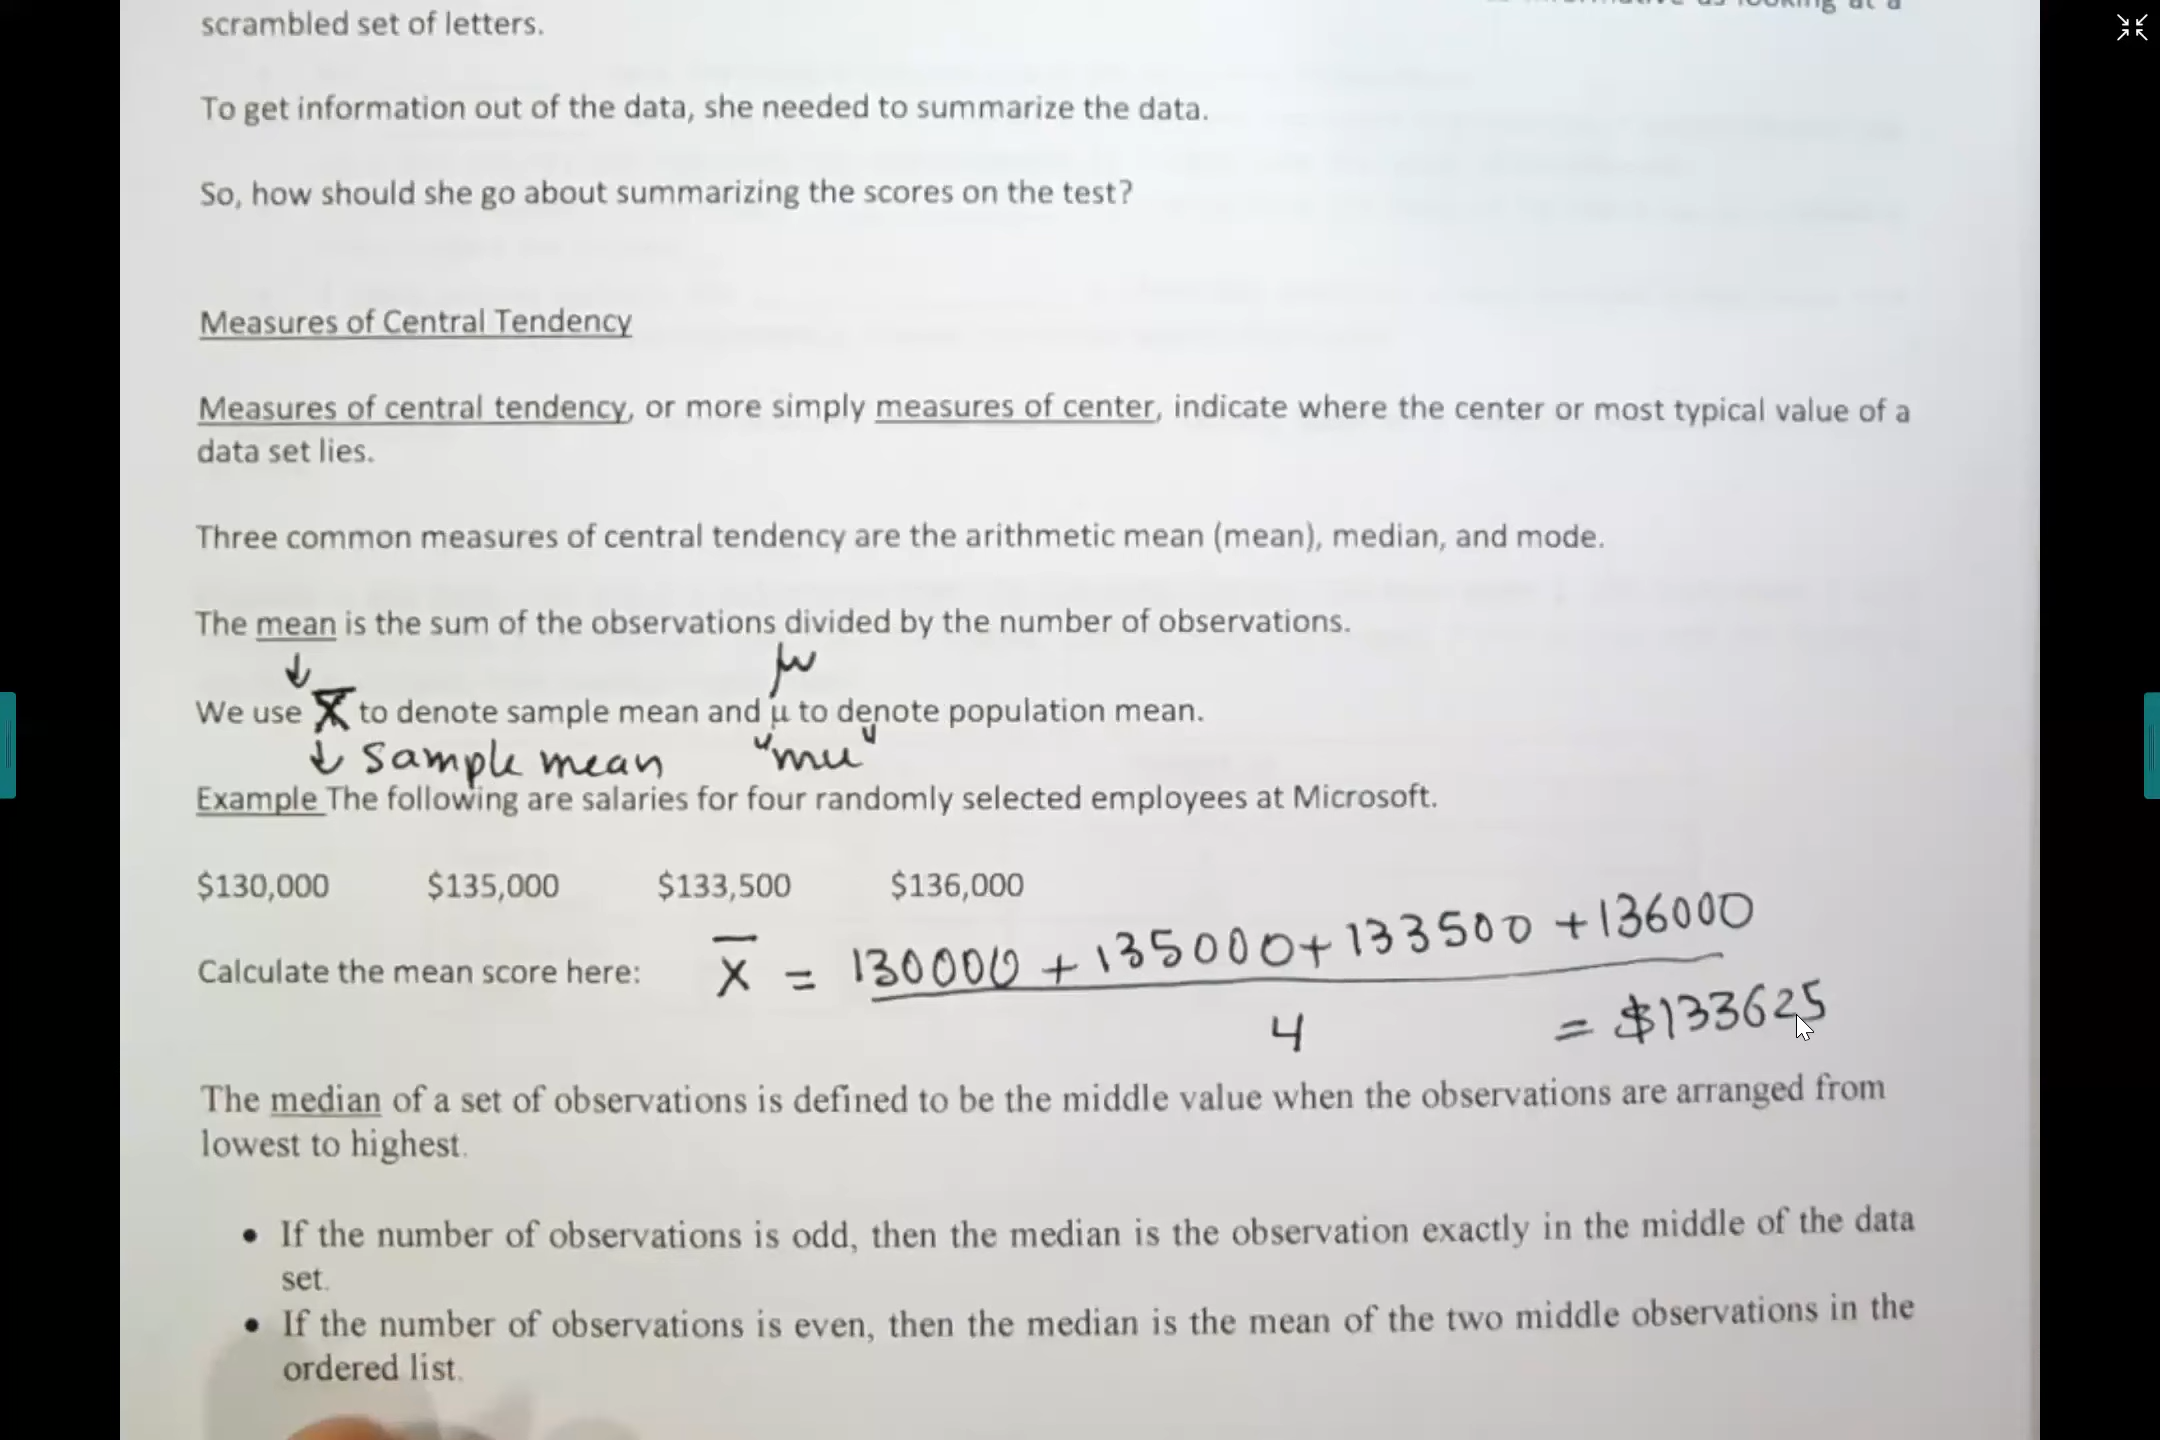 scrambled set of letters.
To get information out of the data, she needed to summarize the data.
So, how should she go about summarizing the scores on the test?
Measures of Central Tendency
Measures of central tendency, or more simply measures of center, indicate where the center or most typical value of a
data set lies.
Three common measures of central tendency are the arithmetic mean (mean), median, and mode.
The mean is the sum of the observations divided by the number of observations.
↓ μ
We use X̄ to denote sample mean and μ to denote population mean.
↓ sample mean "mu"
Example The following are salaries for four randomly selected employees at Microsoft.
$130,000 $135,000 $133,500 $136,000
Calculate the mean score here: X̄ = 130000 + 135000 + 133500 + 136000
4 = $133625
The median of a set of observations is defined to be the middle value when the observations are arranged from
lowest to highest.
• If the number of observations is odd, then the median is the observation exactly in the middle of the data
set.
• If the number of observations is even, then the median is the mean of the two middle observations in the
ordered list.